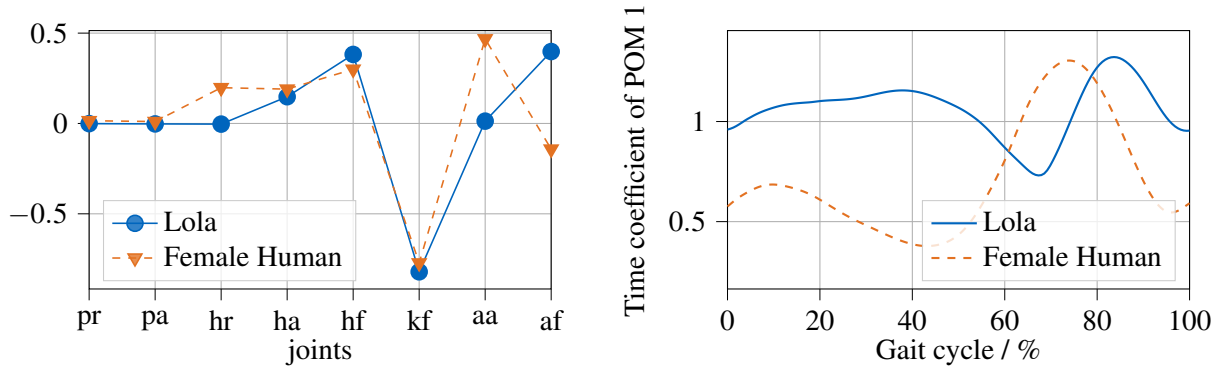 0.5
0
−0.5
Lola
Female Human
pr pa hr ha hf kf aa af
joints
Time coefficient of POM 1
1
0.5
Lola
Female Human
0 20 40 60 80 100
Gait cycle / %